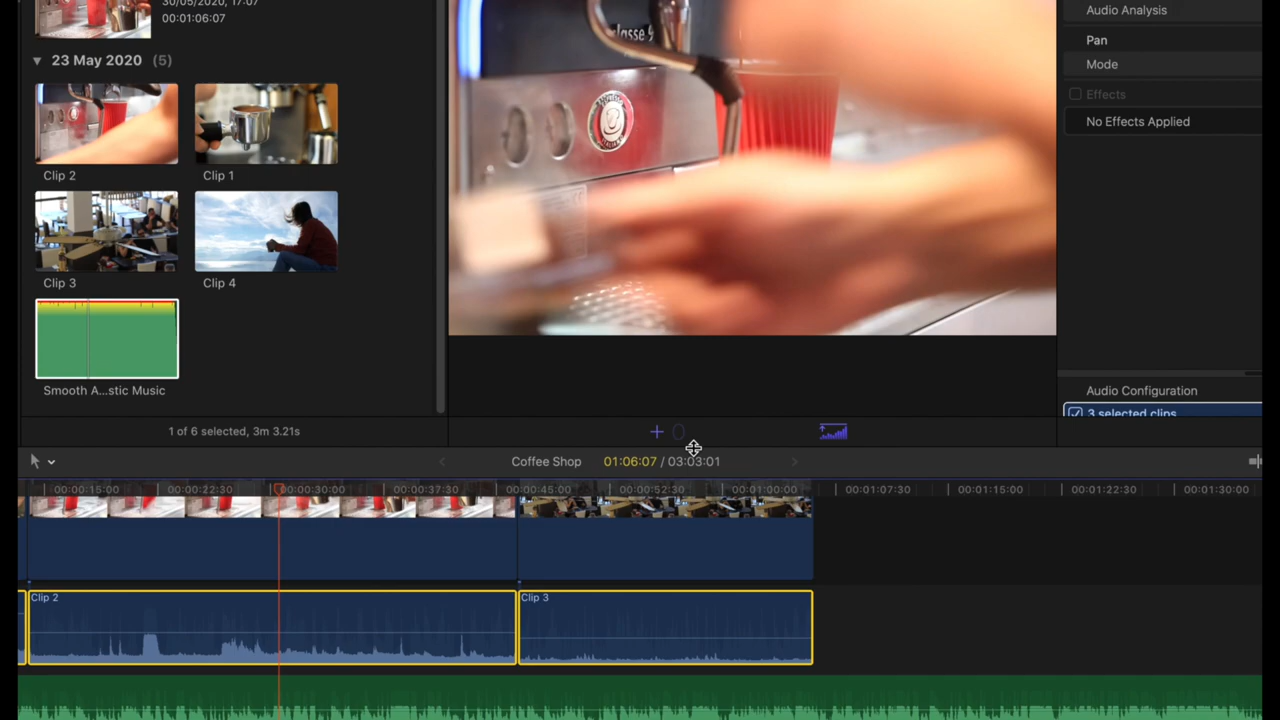 30/05/2020, 17:07
00:01:06:07
23 May 2020 (5)
Clip 2
Clip 1
Clip 3
Clip 4
Smooth A...stic Music
1 of 6 selected, 3m 3.21s
classe 9
Audio Analysis
Pan
Mode
Effects
No Effects Applied
Audio Configuration
3 selected clips
Coffee Shop
01:06:07 / 03:03:01
00:00:15:00
00:00:22:30
00:00:30:00
00:00:37:30
00:00:45:00
00:00:52:30
00:01:00:00
00:01:07:30
00:01:15:00
00:01:22:30
00:01:30:00
Clip 2
Clip 3